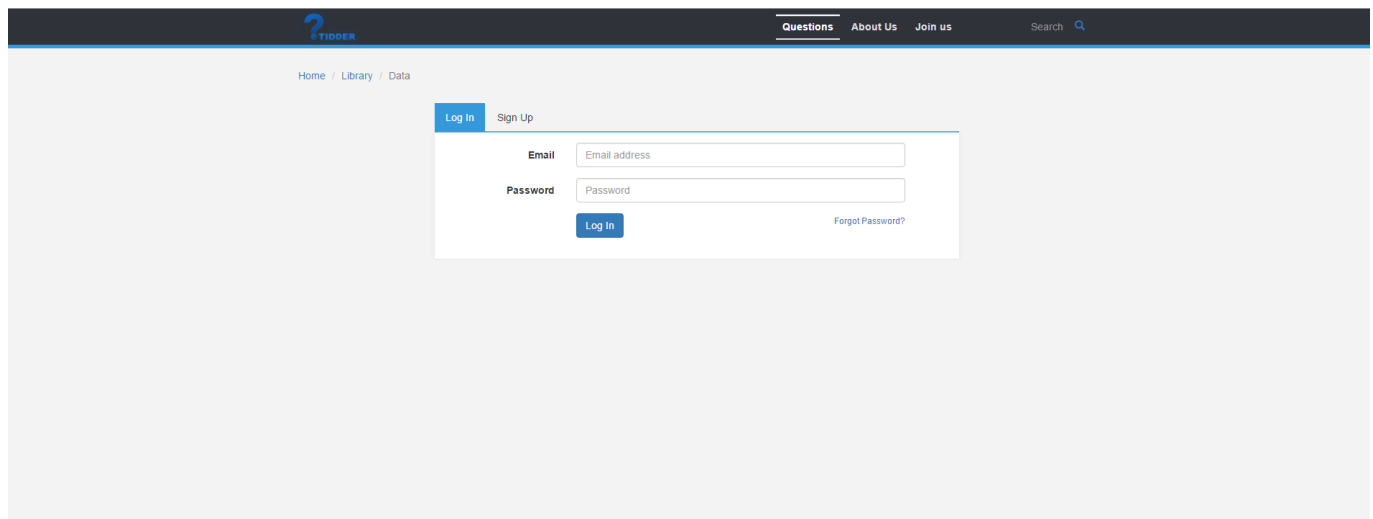 ?TIDDER Questions About Us Join us Search
Home / Library / Data
Log In Sign Up
Email Email address
Password Password
Log In Forgot Password?